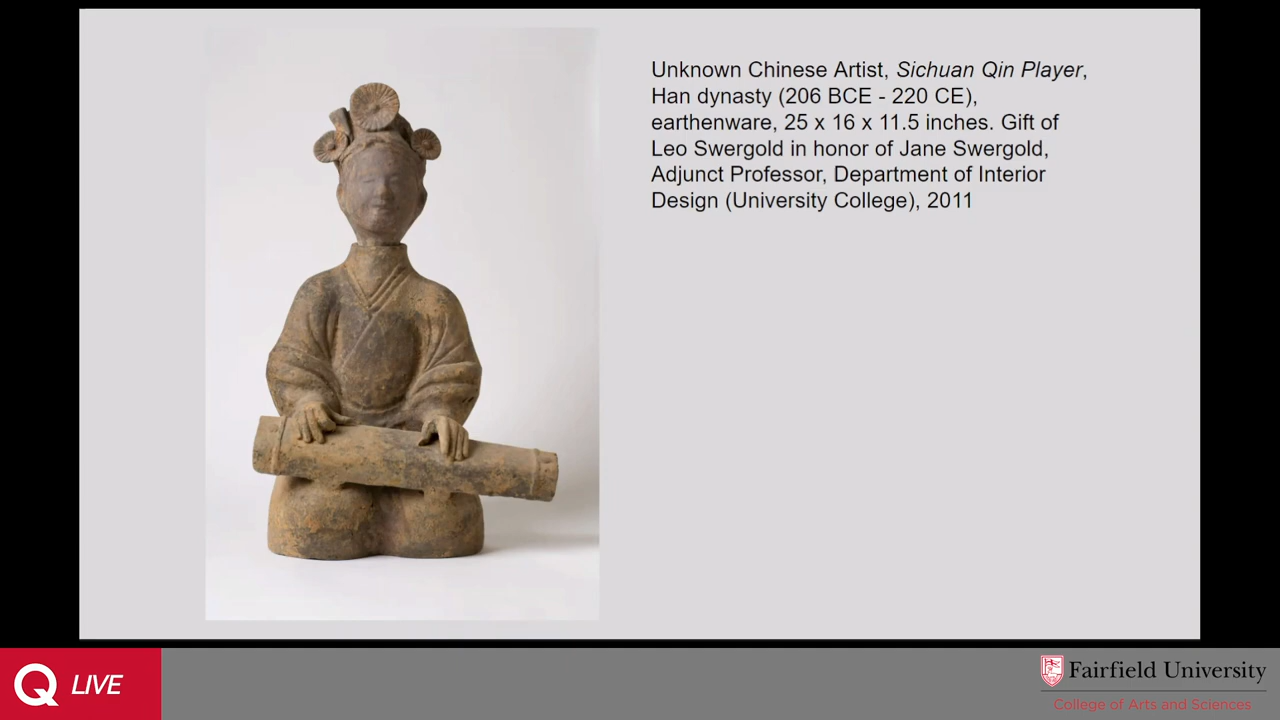 Unknown Chinese Artist, Sichuan Qin Player,
Han dynasty (206 BCE - 220 CE),
earthenware, 25 x 16 x 11.5 inches. Gift of
Leo Swergold in honor of Jane Swergold,
Adjunct Professor, Department of Interior
Design (University College), 2011
Q LIVE
Fairfield University
College of Arts and Sciences